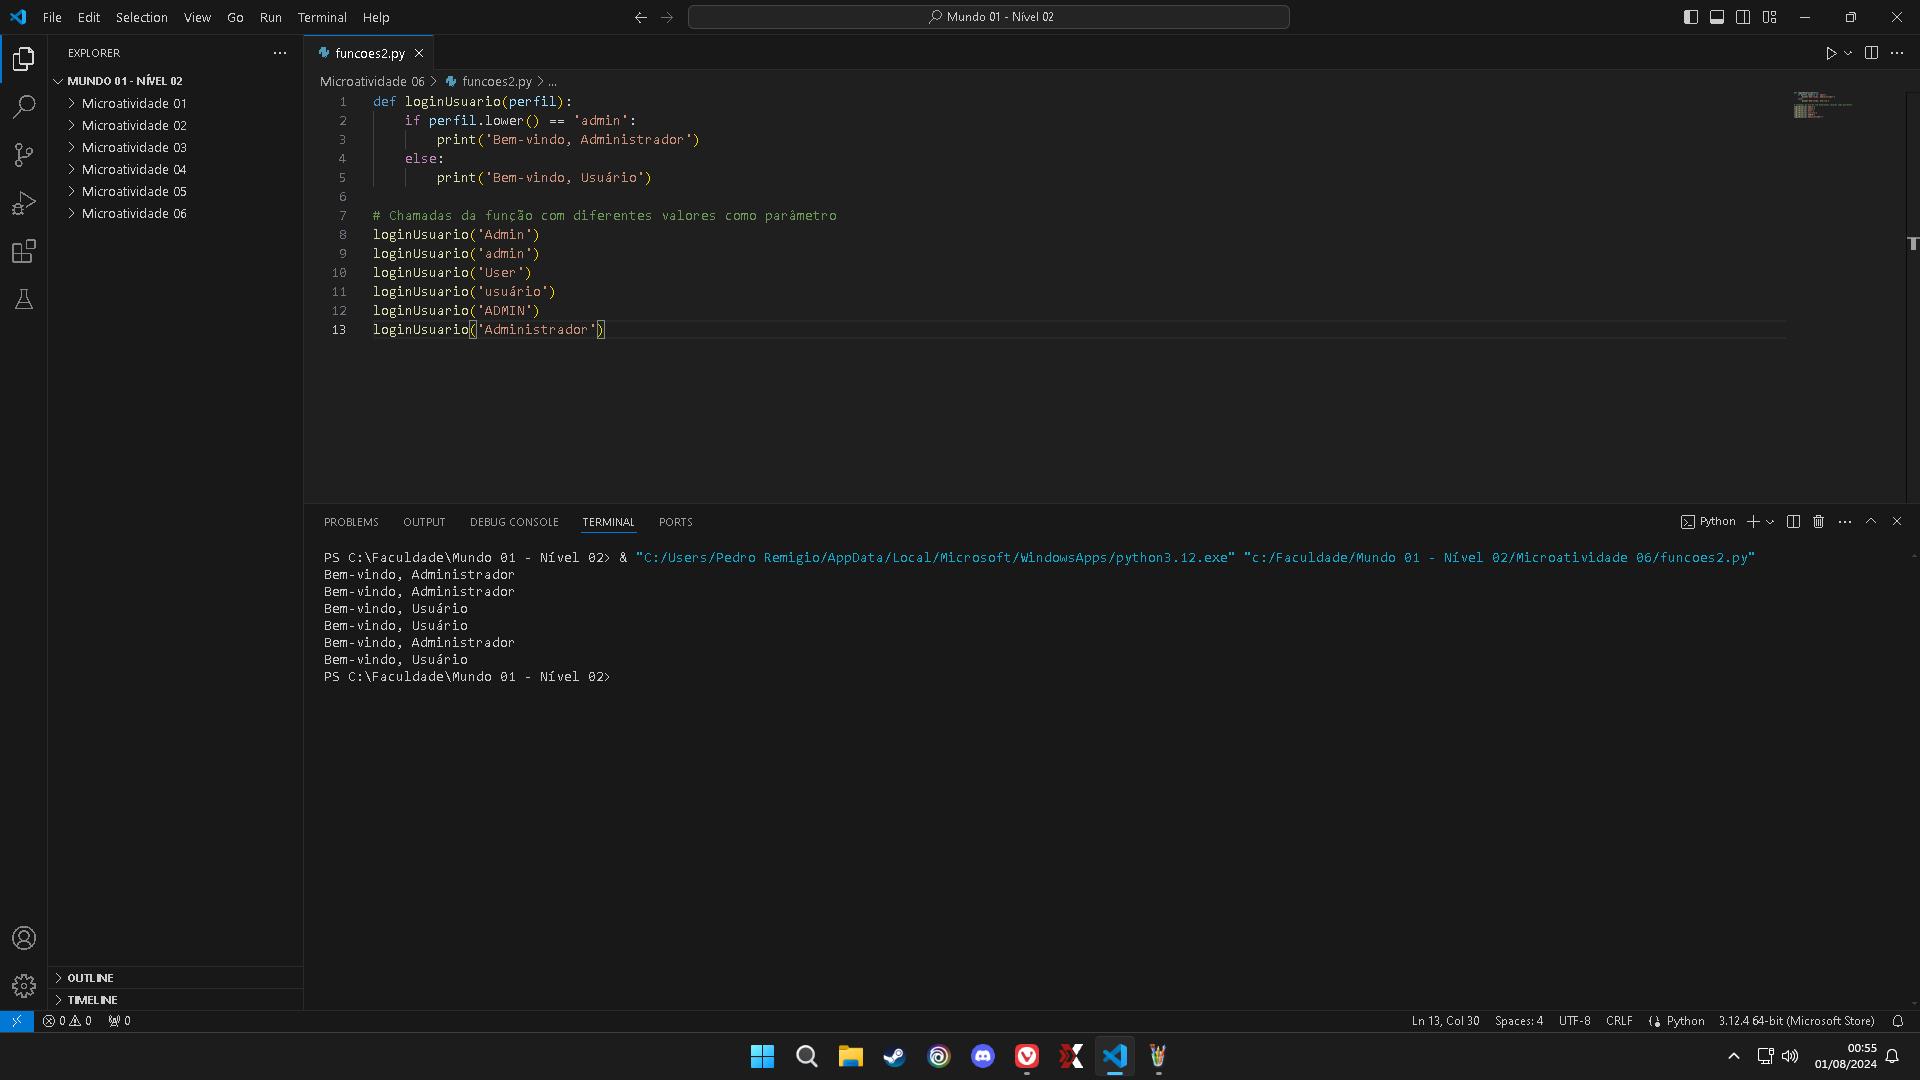 File Edit Selection View Go Run Terminal Help
Mundo 01 - Nível 02
EXPLORER
MUNDO 01 - NÍVEL 02
Microatividade 01
Microatividade 02
Microatividade 03
Microatividade 04
Microatividade 05
Microatividade 06
OUTLINE
TIMELINE
funcoes2.py
Microatividade 06 > funcoes2.py > ...
1 def loginUsuario(perfil):
2 if perfil.lower() == 'admin':
3 print('Bem-vindo, Administrador')
4 else:
5 print('Bem-vindo, Usuário')
6
7 # Chamadas da função com diferentes valores como parâmetro
8 loginUsuario('Admin')
9 loginUsuario('admin')
10 loginUsuario('User')
11 loginUsuario('usuário')
12 loginUsuario('ADMIN')
13 loginUsuario('Administrador')
PROBLEMS OUTPUT DEBUG CONSOLE TERMINAL PORTS
Python
PS C:\Faculdade\Mundo 01 - Nível 02> & "C:/Users/Pedro Remigio/AppData/Local/Microsoft/WindowsApps/python3.12.exe" "c:/Faculdade/Mundo 01 - Nível 02/Microatividade 06/funcoes2.py"
Bem-vindo, Administrador
Bem-vindo, Administrador
Bem-vindo, Usuário
Bem-vindo, Usuário
Bem-vindo, Administrador
Bem-vindo, Usuário
PS C:\Faculdade\Mundo 01 - Nível 02>
0 0 0
Ln 13, Col 30 Spaces: 4 UTF-8 CRLF Python 3.12.4 64-bit (Microsoft Store)
00:55
01/08/2024